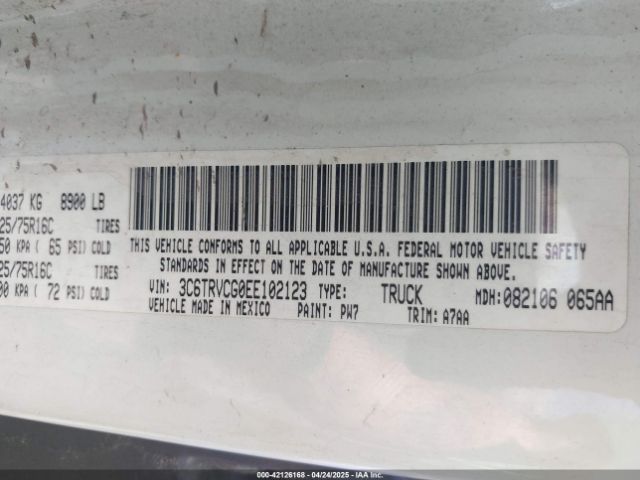 4037 KG 8900 LB
25/75R16C TIRES
50 KPA ( 65 PSI) COLD
25/75R16C TIRES
00 KPA ( 72 PSI) COLD
THIS VEHICLE CONFORMS TO ALL APPLICABLE U.S.A. FEDERAL MOTOR VEHICLE SAFETY
STANDARDS IN EFFECT ON THE DATE OF MANUFACTURE SHOWN ABOVE.
VIN: 3C6TRVCG0EE102123 TYPE: TRUCK MDH: 082106 065AA
VEHICLE MADE IN MEXICO PAINT: PW7 TRIM: A7AA
000-42126168 - 04/24/2025 - IAAI.COM